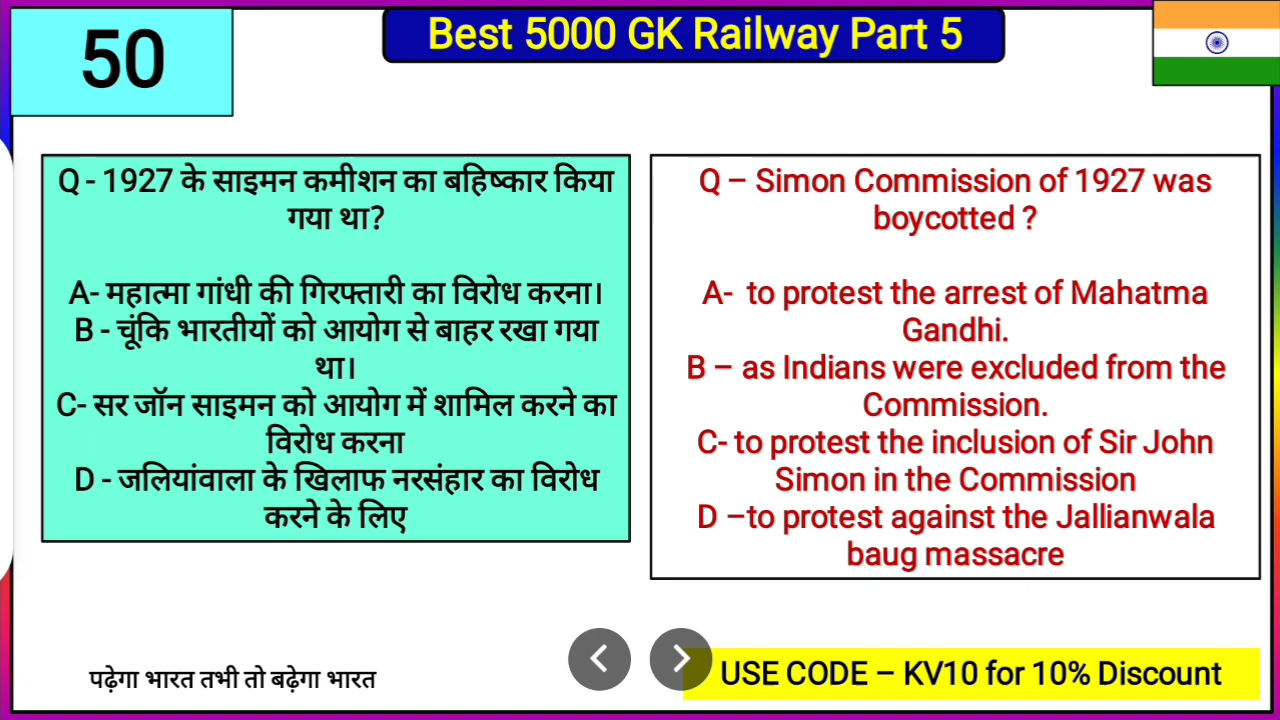 50
Best 5000 GK Railway Part 5
Q - 1927 के साइमन कमीशन का बहिष्कार किया
गया था?
A- महात्मा गांधी की गिरफ्तारी का विरोध करना।
B - चूंकि भारतीयों को आयोग से बाहर रखा गया
था।
C- सर जॉन साइमन को आयोग में शामिल करने का
विरोध करना
D - जलियांवाला के खिलाफ नरसंहार का विरोध
करने के लिए
Q – Simon Commission of 1927 was
boycotted ?
A- to protest the arrest of Mahatma
Gandhi.
B – as Indians were excluded from the
Commission.
C- to protest the inclusion of Sir John
Simon in the Commission
D –to protest against the Jallianwala
baug massacre
पढ़ेगा भारत तभी तो बढ़ेगा भारत
USE CODE – KV10 for 10% Discount